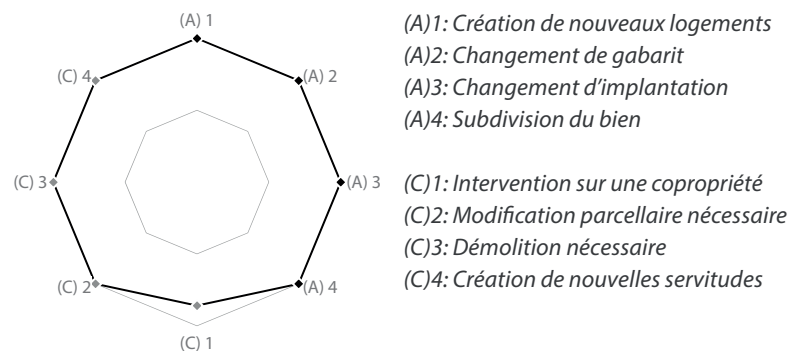 (A) 1
(C) 4
(A) 2
(C) 3
(A) 3
(C) 2
(A) 4
(C) 1
(A)1: Création de nouveaux logements
(A)2: Changement de gabarit
(A)3: Changement d’implantation
(A)4: Subdivision du bien
(C)1: Intervention sur une copropriété
(C)2: Modification parcellaire nécessaire
(C)3: Démolition nécessaire
(C)4: Création de nouvelles servitudes